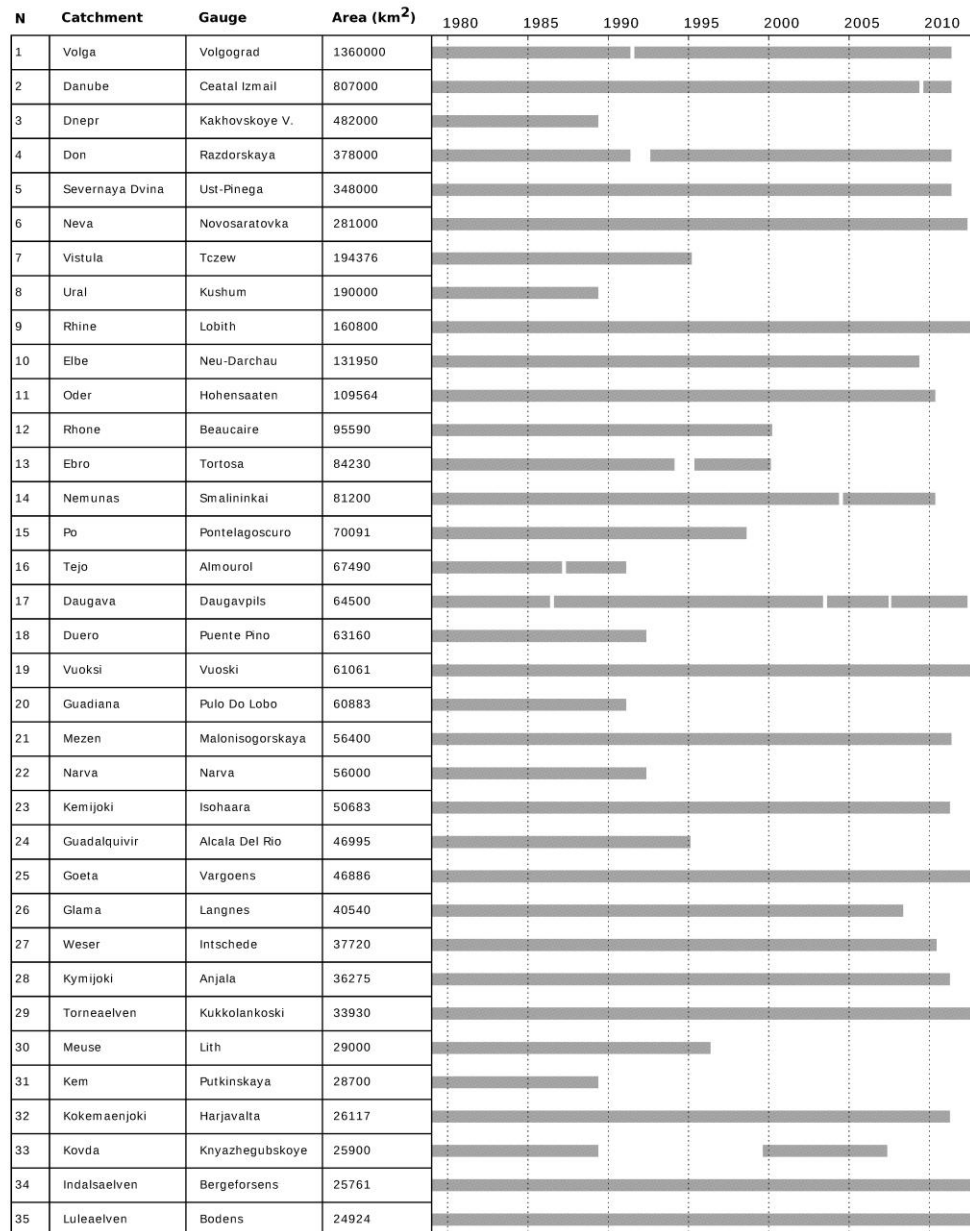 N Catchment Gauge Area (km²) 1980 1985 1990 1995 2000 2005 2010
1 Volga Volgograd 1360000
2 Danube Ceatal Izmail 807000
3 Dnepr Kakhovskoye V. 482000
4 Don Razdorskaya 378000
5 Severnaya Dvina Ust-Pinega 348000
6 Neva Novosaratovka 281000
7 Vistula Tczew 194376
8 Ural Kushum 190000
9 Rhine Lobith 160800
10 Elbe Neu-Darchau 131950
11 Oder Hohensaaten 109564
12 Rhone Beaucaire 95590
13 Ebro Tortosa 84230
14 Nemunas Smalininkai 81200
15 Po Pontelagoscuro 70091
16 Tejo Almourol 67490
17 Daugava Daugavpils 64500
18 Duero Puente Pino 63160
19 Vuoksi Vuoski 61061
20 Guadiana Pulo Do Lobo 60883
21 Mezen Malonisogorskaya 56400
22 Narva Narva 56000
23 Kemijoki Isohaara 50683
24 Guadalquivir Alcala Del Rio 46995
25 Goeta Vargoens 46886
26 Glama Langnes 40540
27 Weser Intschede 37720
28 Kymijoki Anjala 36275
29 Torneaelven Kukkolankoski 33930
30 Meuse Lith 29000
31 Kem Putkinskaya 28700
32 Kokemaenjoki Harjavalta 26117
33 Kovda Knyazhegubskoye 25900
34 Indalsaelven Bergeforsens 25761
35 Luleaelven Bodens 24924